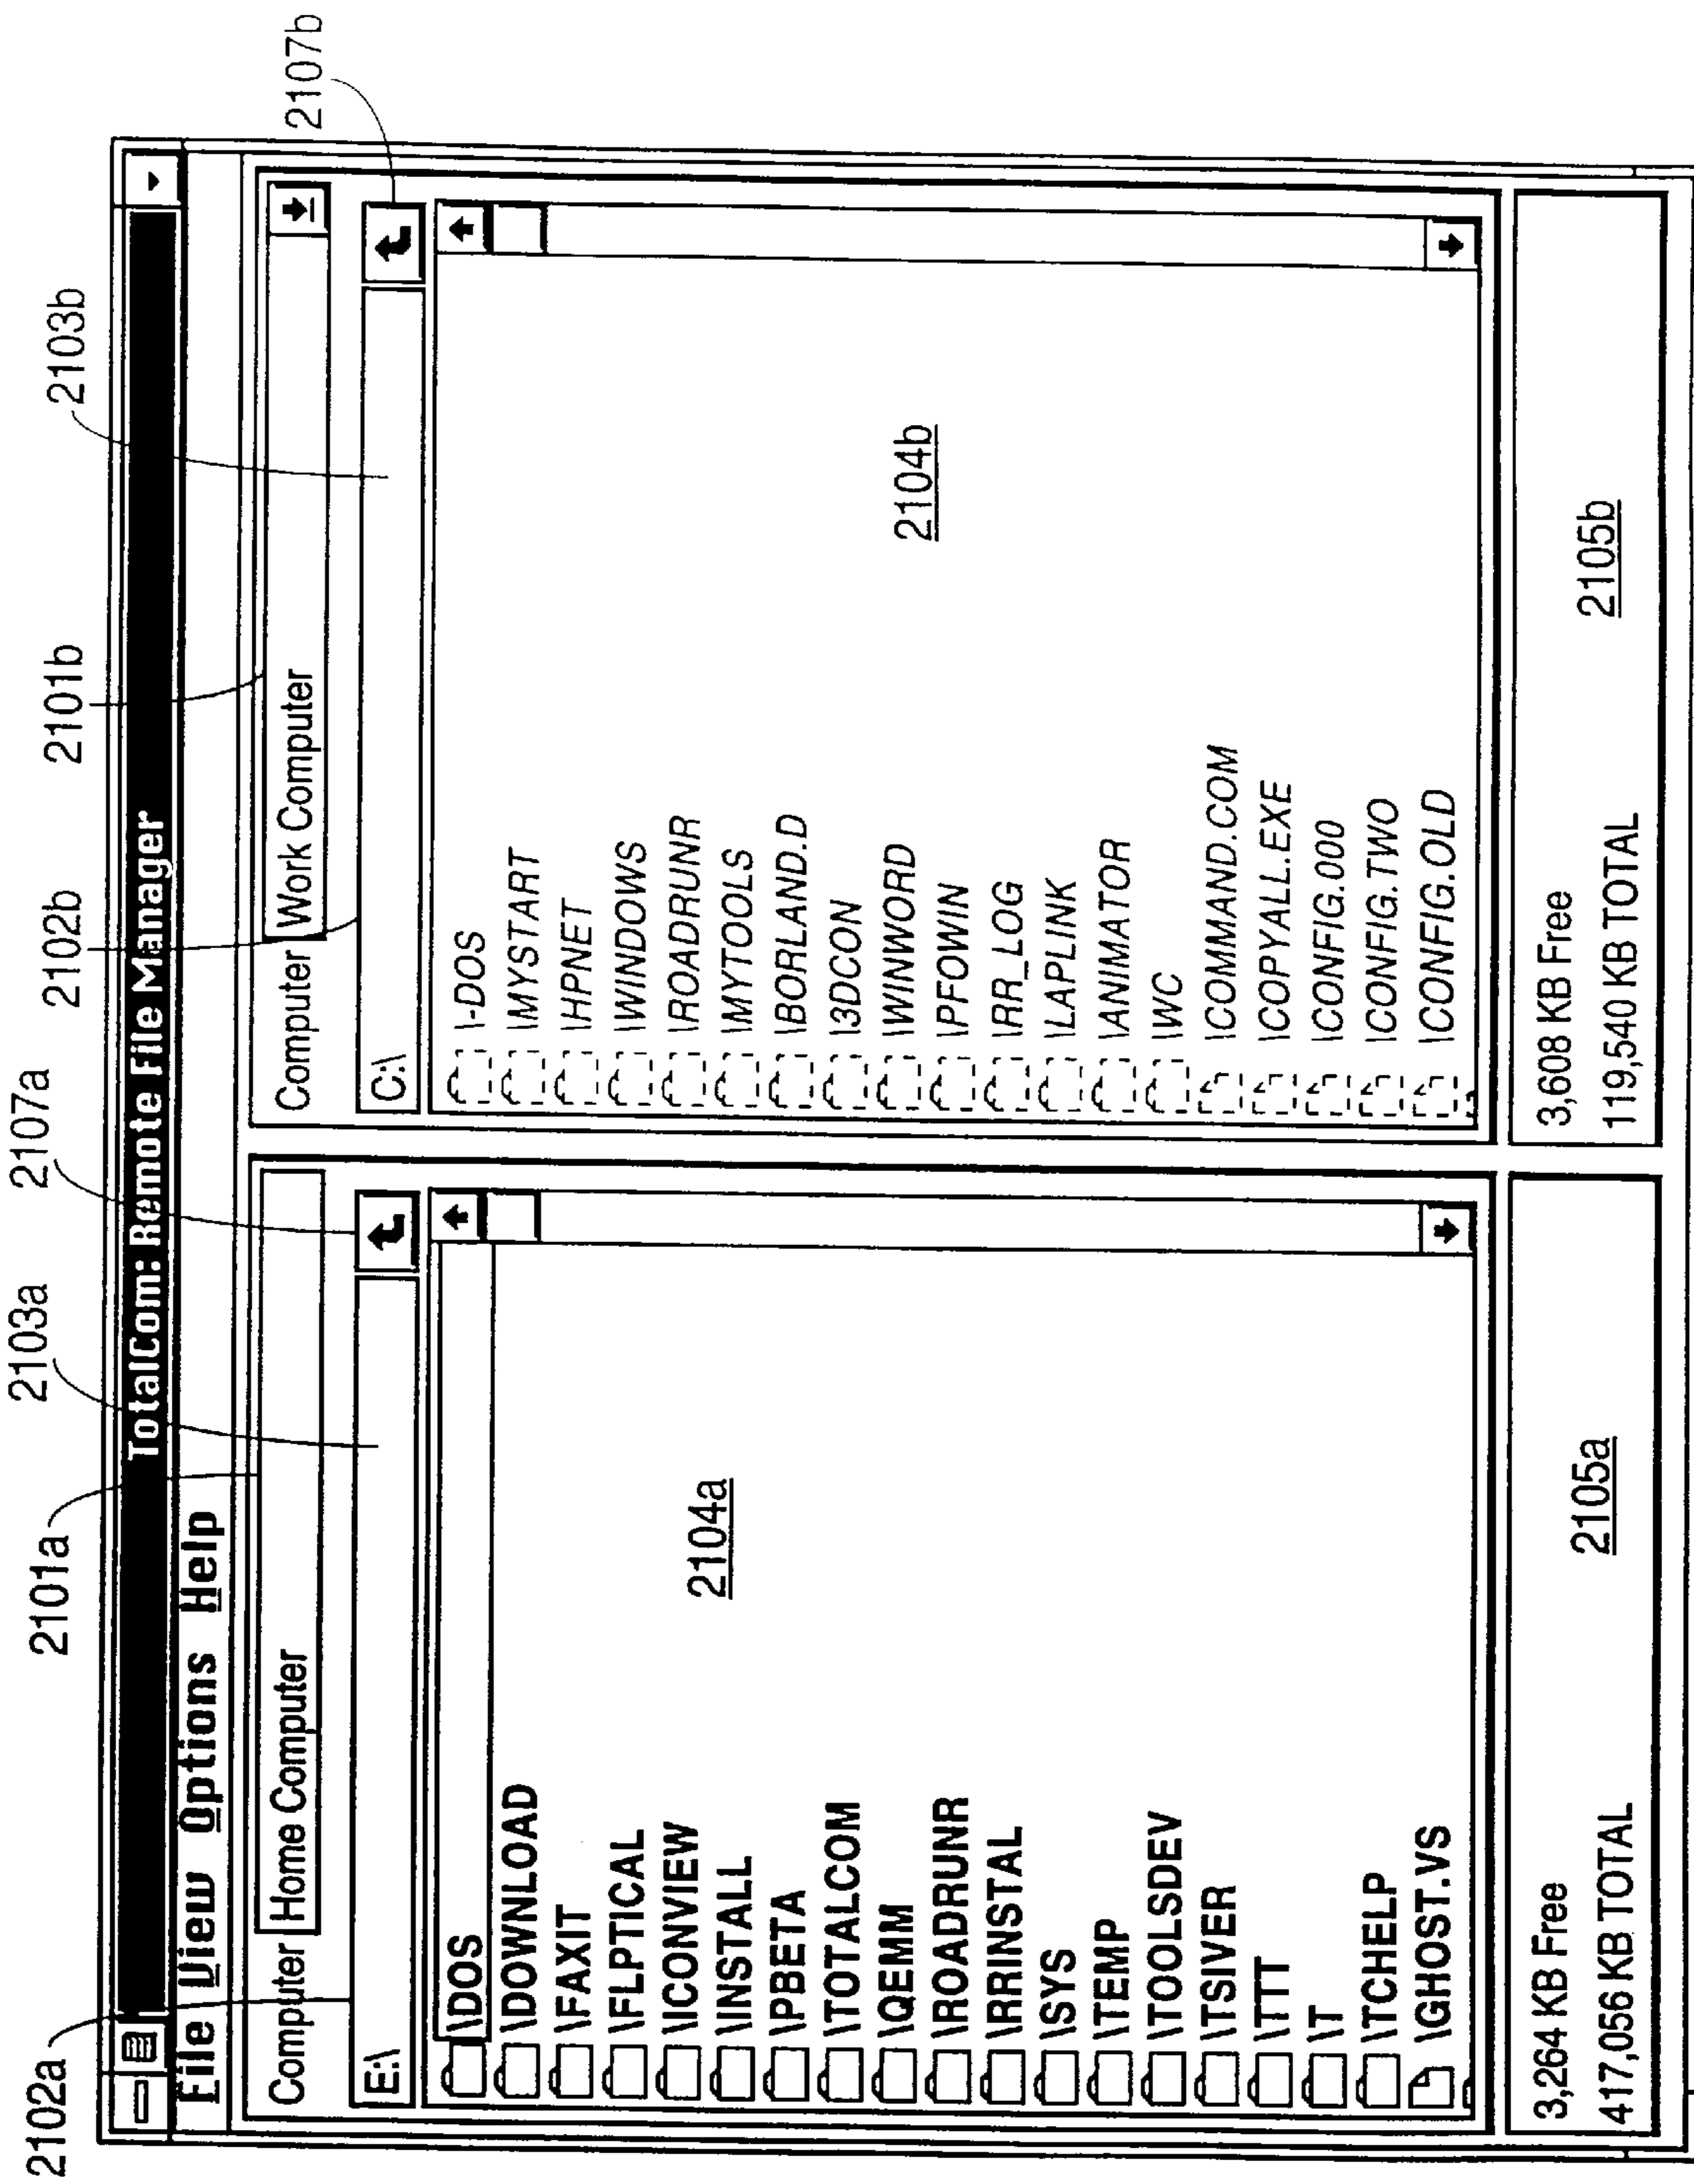 2102a 2101a 2103a 2107a 2102b 2101b 2103b 2107b
TotalCom: Remote File Manager
File View Options Help
Computer Home Computer
E:\
\DOS
\DOWNLOAD
\FAXIT
\FLPTICAL
\ICONVIEW
\INSTALL
\PBETA
\TOTALCOM
\QEMM
\ROADRUNR
\RRINSTAL
\SYS
\TEMP
\TOOLSDEV
\TSIVER
\TTT
\T
\TCHELP
\GHOST.VS
2104a
3,264 KB Free
417,056 KB TOTAL
2105a
Computer Work Computer
C:\
\-DOS
\MYSTART
\HPNET
\WINDOWS
\ROADRUNR
\MYTOOLS
\BORLAND.D
\3DCON
\WINWORD
\PFOWIN
\RR_LOG
\LAPLINK
\ANIMATOR
\WC
\COMMAND.COM
\COPYALL.EXE
\CONFIG.000
\CONFIG.TWO
\CONFIG.OLD
2104b
3,608 KB Free
119,540 KB TOTAL
2105b